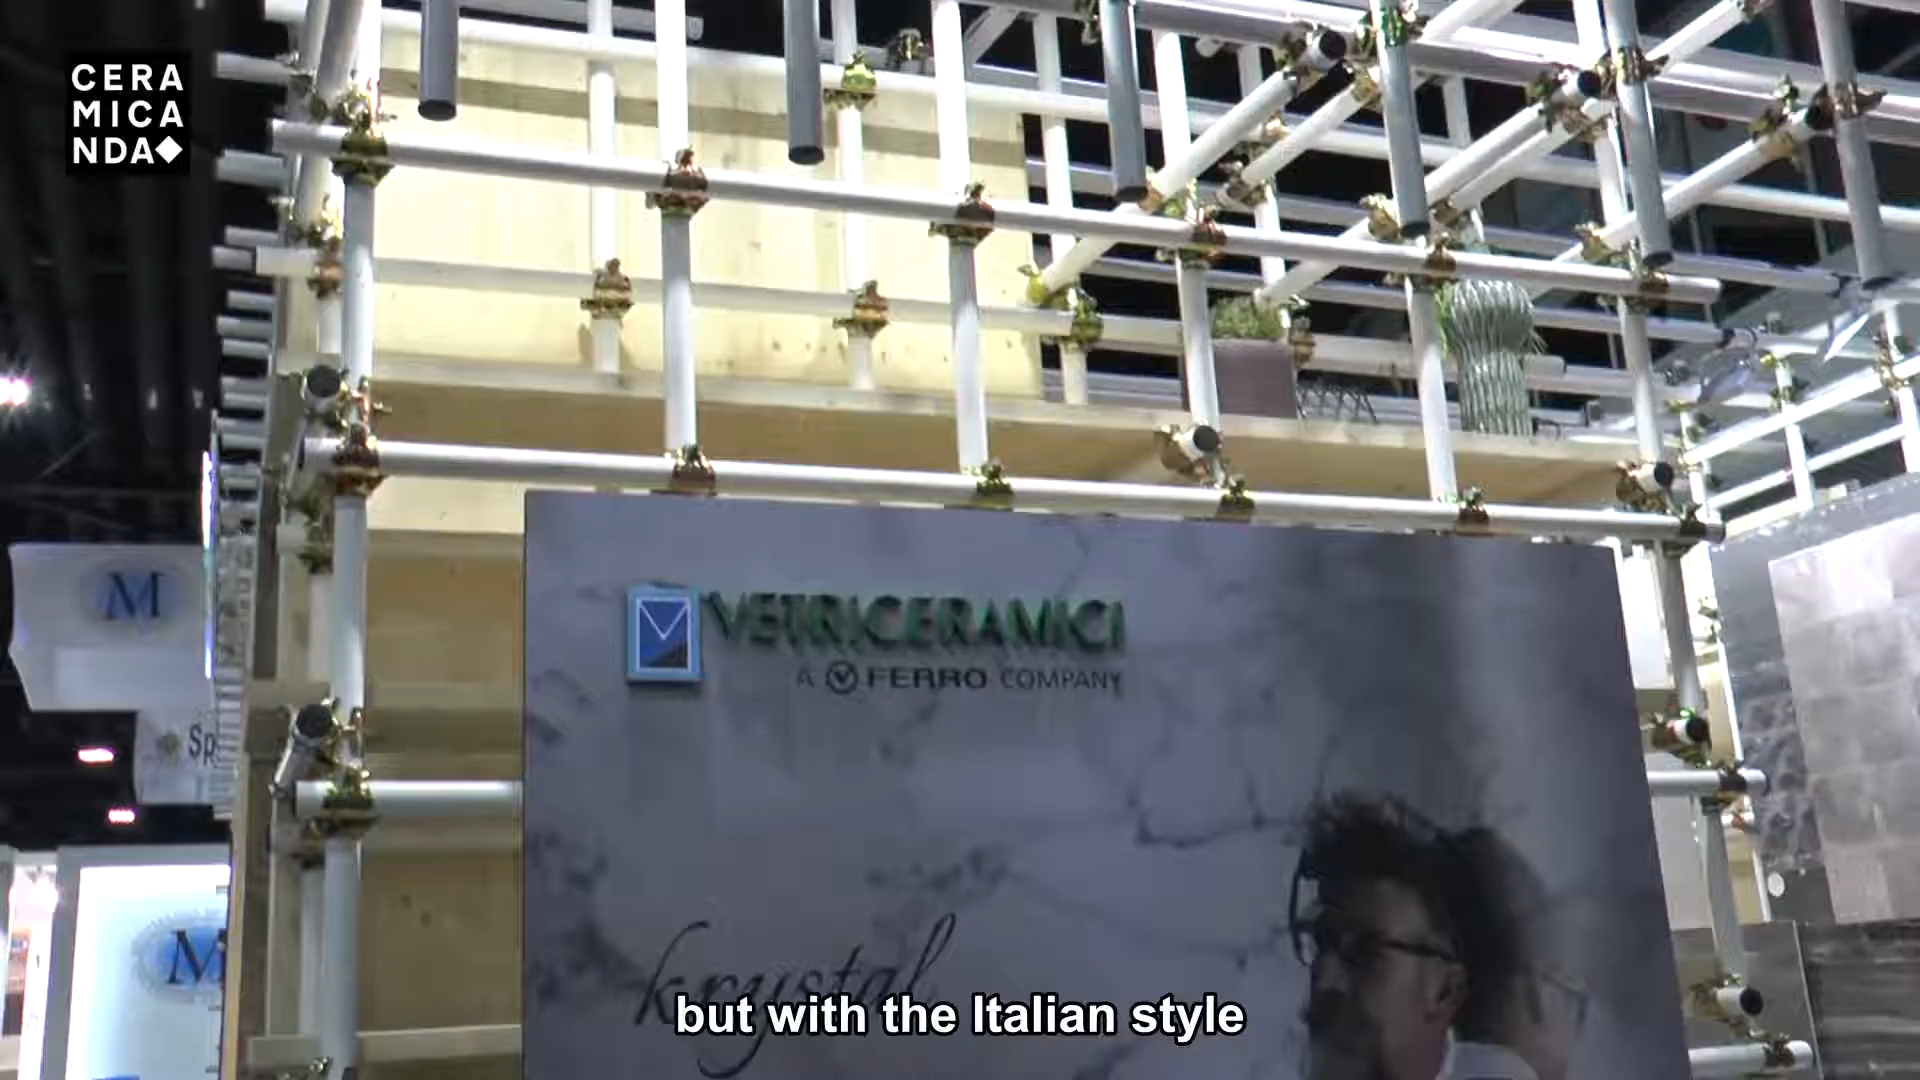 CERA
MICA
NDA
M
VETRICERAMICI
A FERRO COMPANY
M
krystal
but with the Italian style